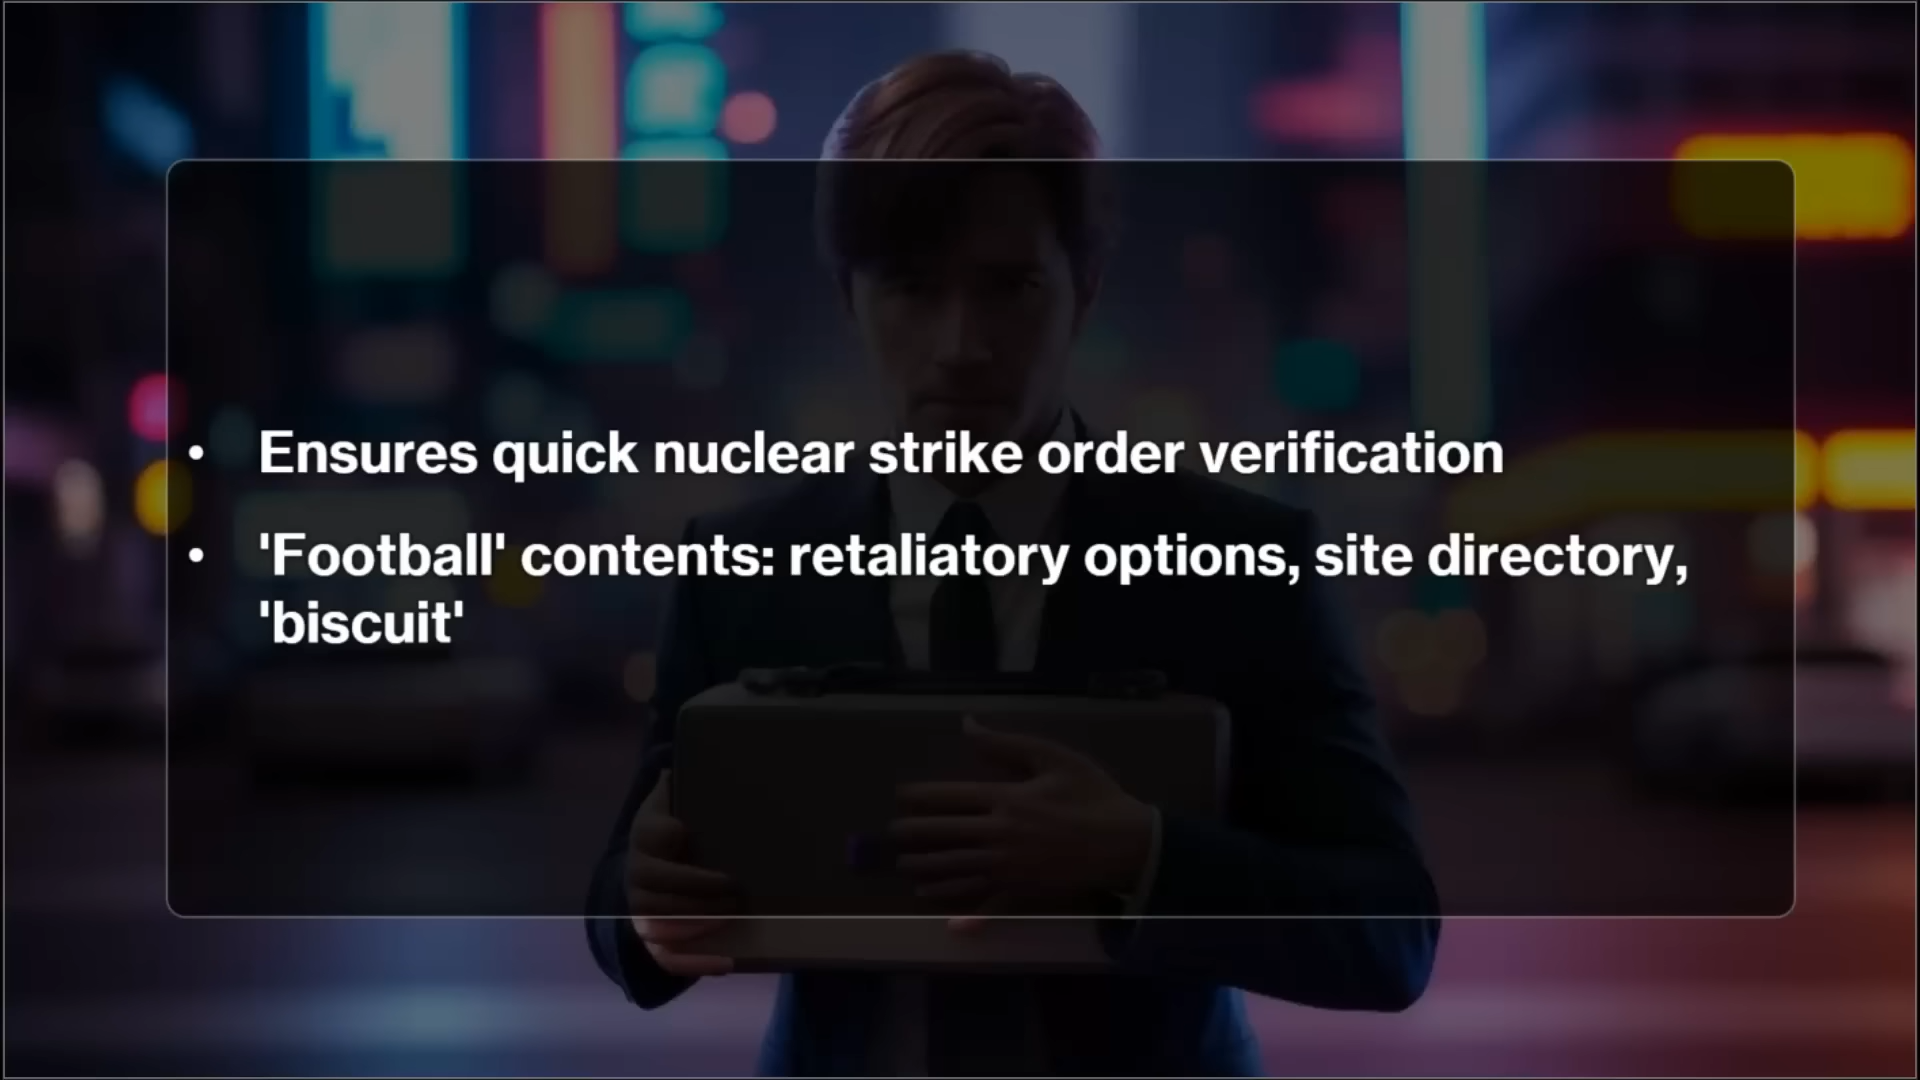 • Ensures quick nuclear strike order verification
• 'Football' contents: retaliatory options, site directory,
'biscuit'